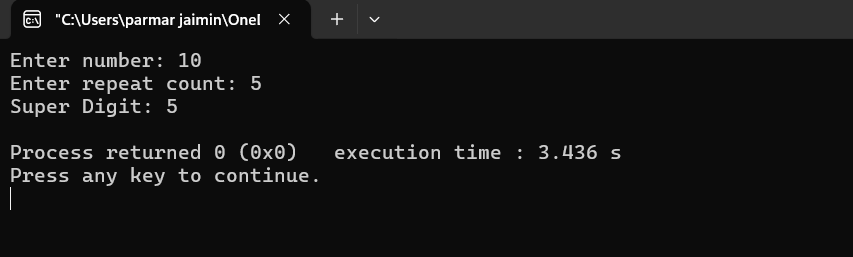 "C:\Users\parmar jaimin\Onel
Enter number: 10
Enter repeat count: 5
Super Digit: 5
Process returned 0 (0x0)   execution time : 3.436 s
Press any key to continue.